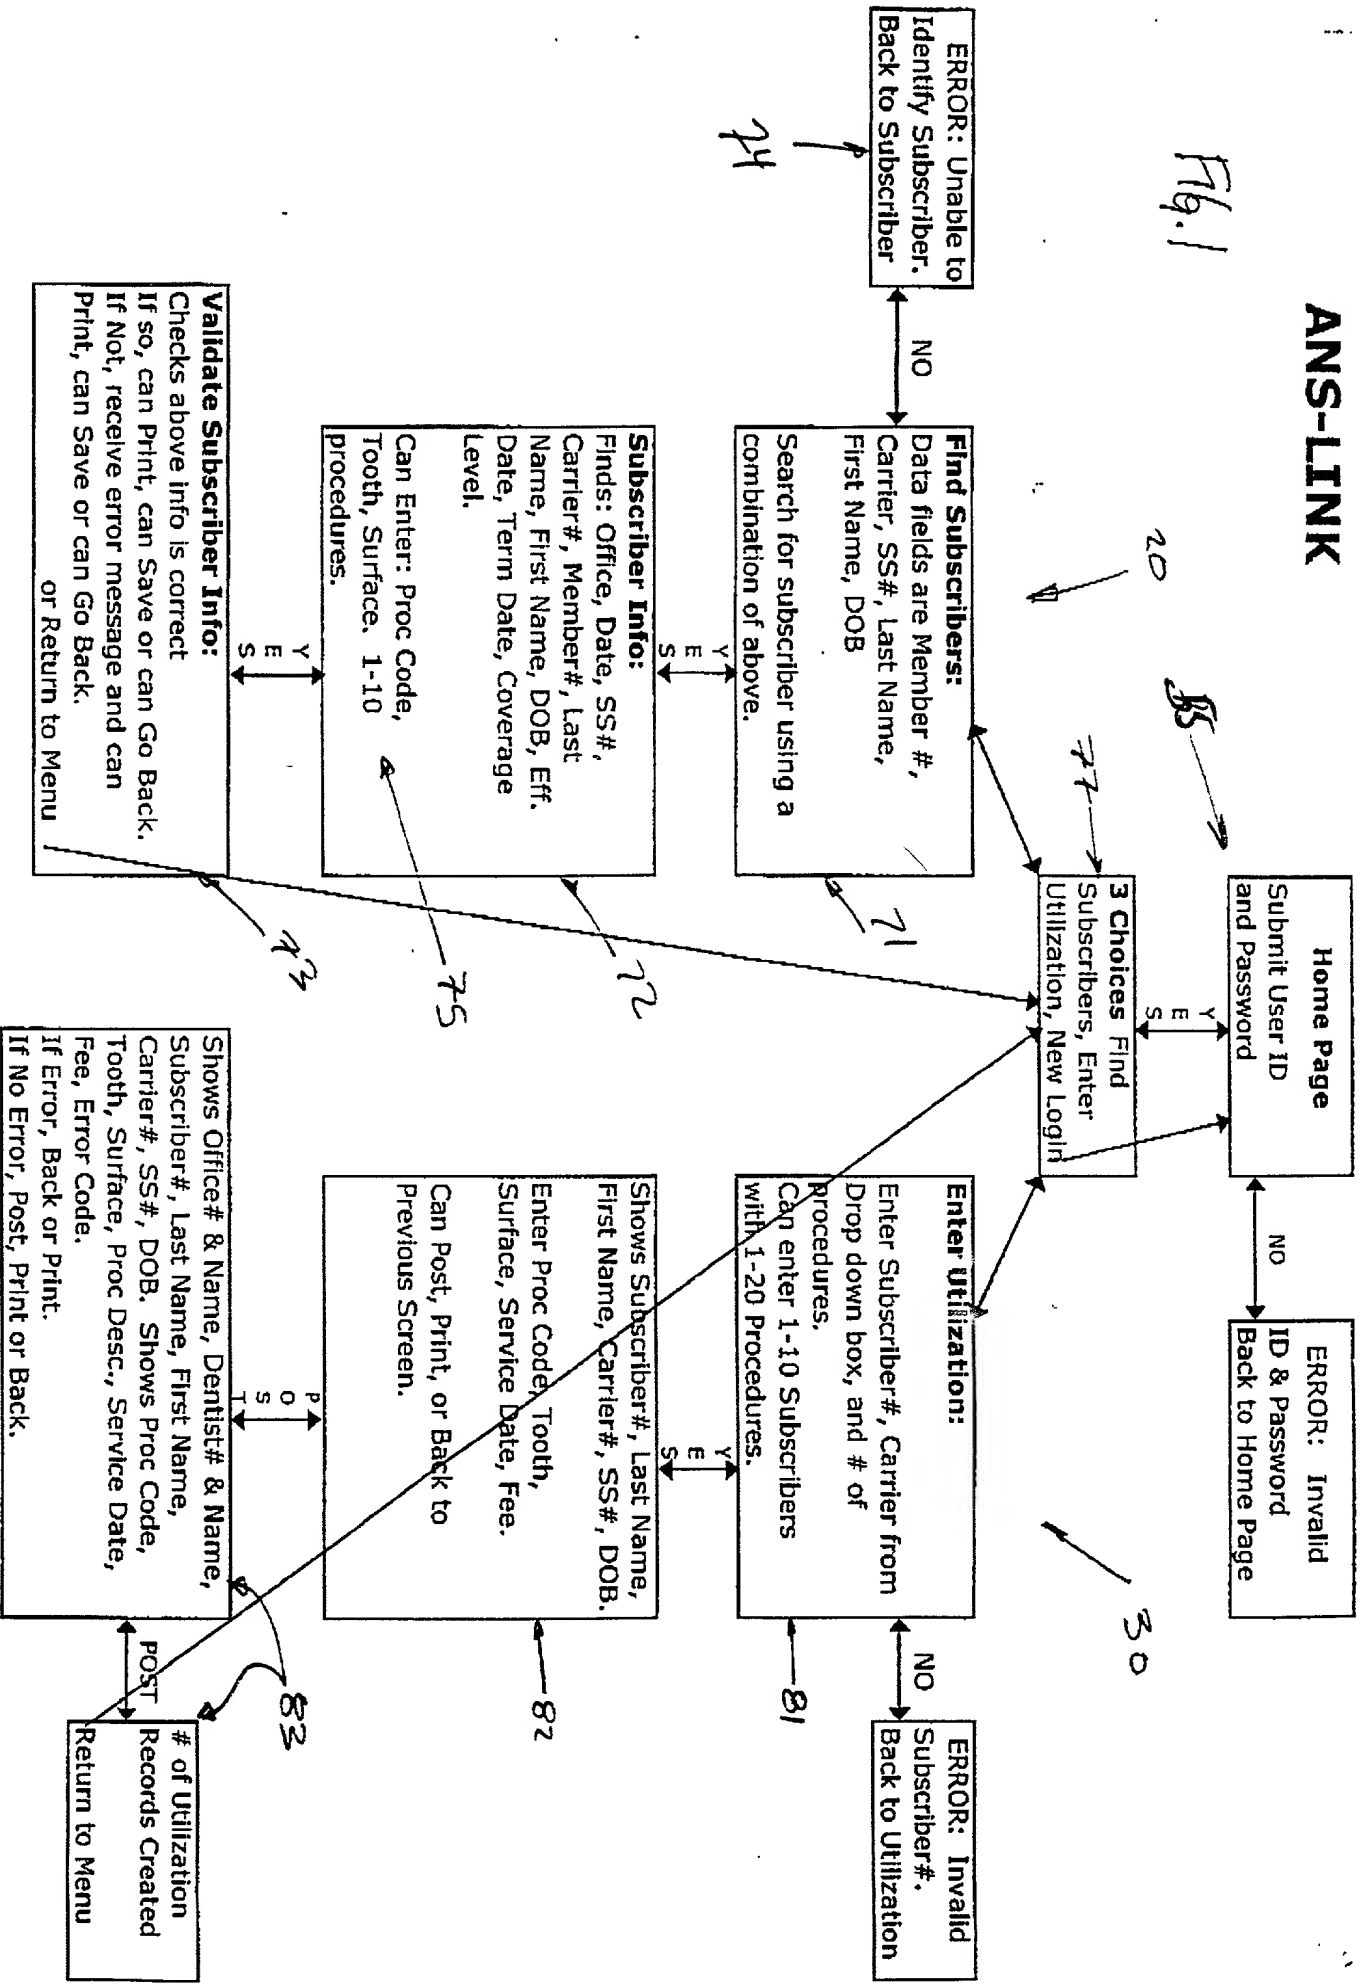 Fig. 1
ANS-LINK
Home Page
Submit User ID
and Password
NO
ERROR: Invalid
ID & Password
Back to Home Page
YES
3 Choices Find
Subscribers, Enter
Utilization, New Login
77
20
30
ERROR: Unable to
Identify Subscriber.
Back to Subscriber
74
NO
Find Subscribers:
Data fields are Member #,
Carrier, SS#, Last Name,
First Name, DOB
Search for subscriber using a
combination of above.
71
YES
Subscriber Info:
Finds: Office, Date, SS#,
Carrier#, Member#, Last
Name, First Name, DOB, Eff.
Date, Term Date, Coverage
Level.
Can Enter: Proc Code,
Tooth, Surface. 1-10
procedures.
72
75
YES
Validate Subscriber Info:
Checks above info is correct
If so, can Print, can Save or can Go Back.
If Not, receive error message and can
Print, can Save or can Go Back.
or Return to Menu
73
Enter Utilization:
Enter Subscriber#, Carrier from
Drop down box, and # of
procedures.
Can enter 1-10 Subscribers
with 1-20 Procedures.
81
NO
ERROR: Invalid
Subscriber#.
Back to Utilization
YES
Shows Subscriber#, Last Name,
First Name, Carrier#, SS#, DOB.
Enter Proc Code, Tooth,
Surface, Service Date, Fee.
Can Post, Print, or Back to
Previous Screen.
82
POST
Shows Office# & Name, Dentist# & Name,
Subscriber#, Last Name, First Name,
Carrier#, SS#, DOB. Shows Proc Code,
Tooth, Surface, Proc Desc., Service Date,
Fee, Error Code.
If Error, Back or Print.
If No Error, Post, Print or Back.
83
POST
# of Utilization
Records Created
Return to Menu